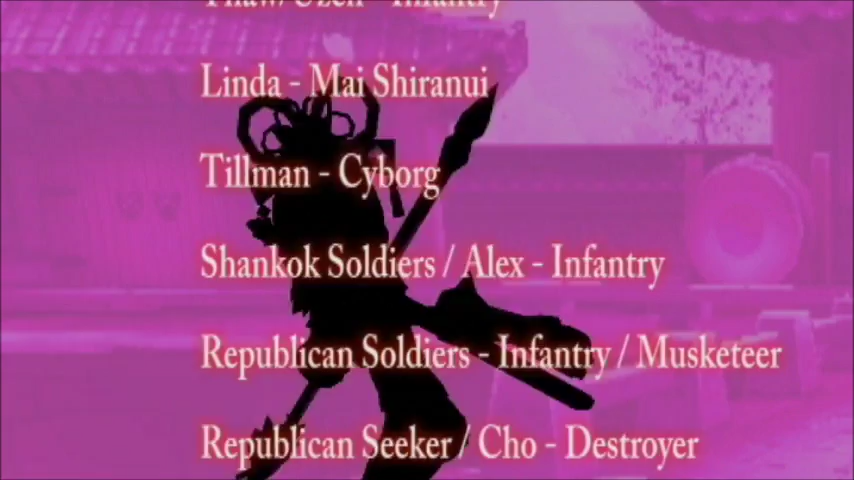 Linda - Mai Shiranui
Tillman - Cyborg
Shankok Soldiers / Alex - Infantry
Republican Soldiers - Infantry / Musketeer
Republican Seeker / Cho - Destroyer